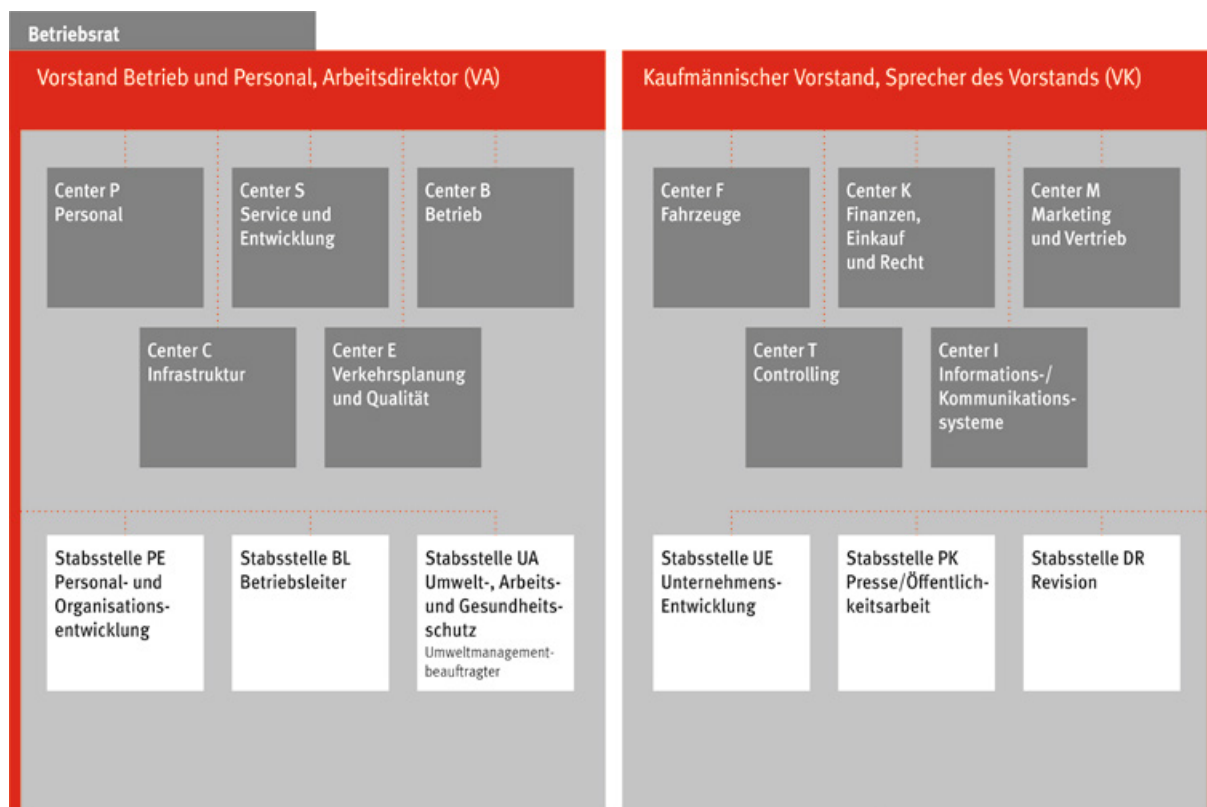 Betriebsrat
Vorstand Betrieb und Personal, Arbeitsdirektor (VA)
Center P
Personal
Center S
Service und
Entwicklung
Center B
Betrieb
Center C
Infrastruktur
Center E
Verkehrsplanung
und Qualität
Stabsstelle PE
Personal- und
Organisations-
entwicklung
Stabsstelle BL
Betriebsleiter
Stabsstelle UA
Umwelt-, Arbeits-
und Gesundheits-
schutz
Umweltmanagement-
beauftragter
Kaufmännischer Vorstand, Sprecher des Vorstands (VK)
Center F
Fahrzeuge
Center K
Finanzen,
Einkauf
und Recht
Center M
Marketing
und Vertrieb
Center T
Controlling
Center I
Informations-/
Kommunikations-
systeme
Stabsstelle UE
Unternehmens-
Entwicklung
Stabsstelle PK
Presse/Öffentlich-
keitsarbeit
Stabsstelle DR
Revision